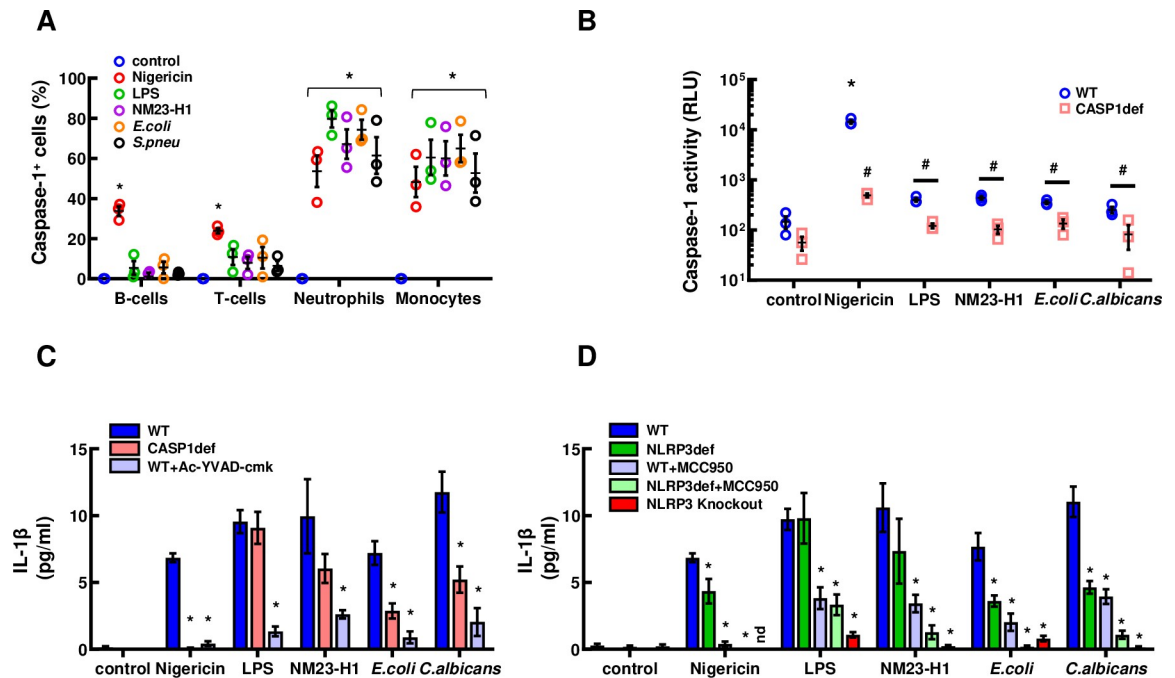 A
control
Nigericin
LPS
NM23-H1
E.coli
S.pneu
Caspase-1+ cells (%)
100
80
60
40
20
0
*
*
*
*
B-cells
T-cells
Neutrophils
Monocytes
B
WT
CASP1def
Caspase-1 activity (RLU)
10⁵
10⁴
10³
10²
10¹
*
#
#
#
#
#
control Nigericin LPS NM23-H1 E.coli C.albicans
C
WT
CASP1def
WT+Ac-YVAD-cmk
IL-1β
(pg/ml)
15
10
5
0
* * * * * * * *
control Nigericin LPS NM23-H1 E.coli C.albicans
D
WT
NLRP3def
WT+MCC950
NLRP3def+MCC950
NLRP3 Knockout
IL-1β
(pg/ml)
15
10
5
0
* * * nd * * * * * * * * * * * * * *
control Nigericin LPS NM23-H1 E.coli C.albicans